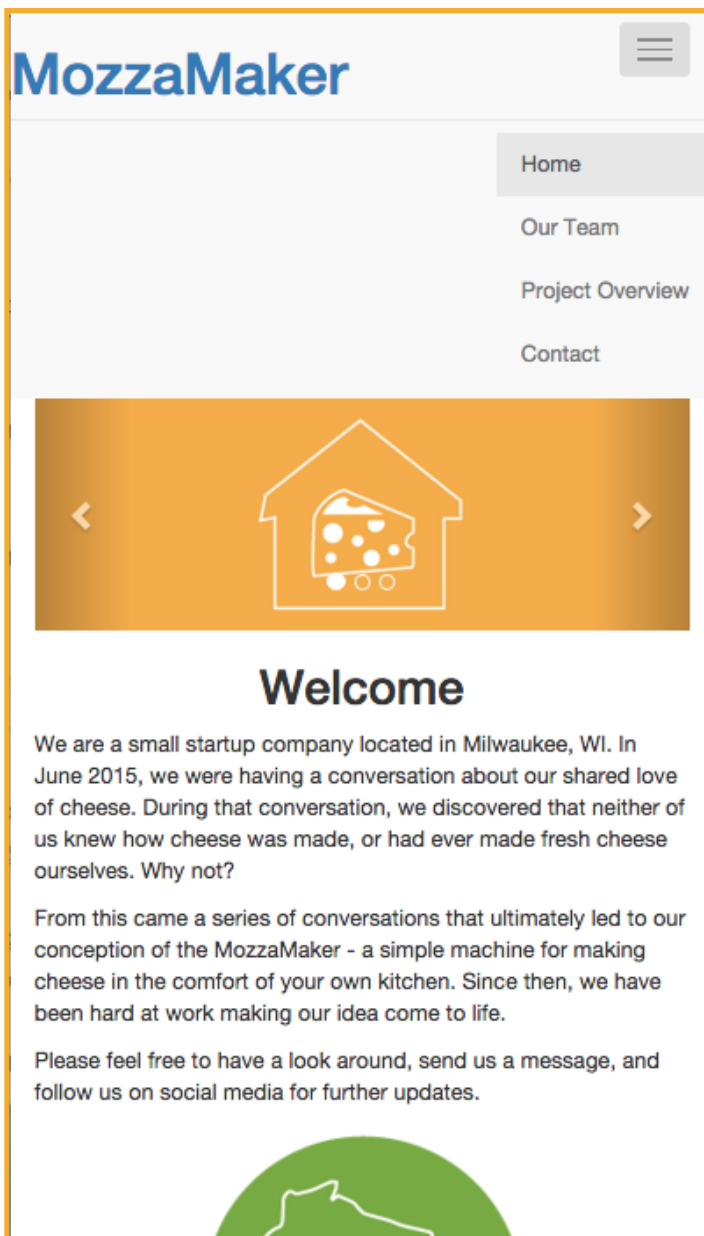 MozzaMaker
Home
Our Team
Project Overview
Contact
Welcome
We are a small startup company located in Milwaukee, WI. In
June 2015, we were having a conversation about our shared love
of cheese. During that conversation, we discovered that neither of
us knew how cheese was made, or had ever made fresh cheese
ourselves. Why not?
From this came a series of conversations that ultimately led to our
conception of the MozzaMaker - a simple machine for making
cheese in the comfort of your own kitchen. Since then, we have
been hard at work making our idea come to life.
Please feel free to have a look around, send us a message, and
follow us on social media for further updates.